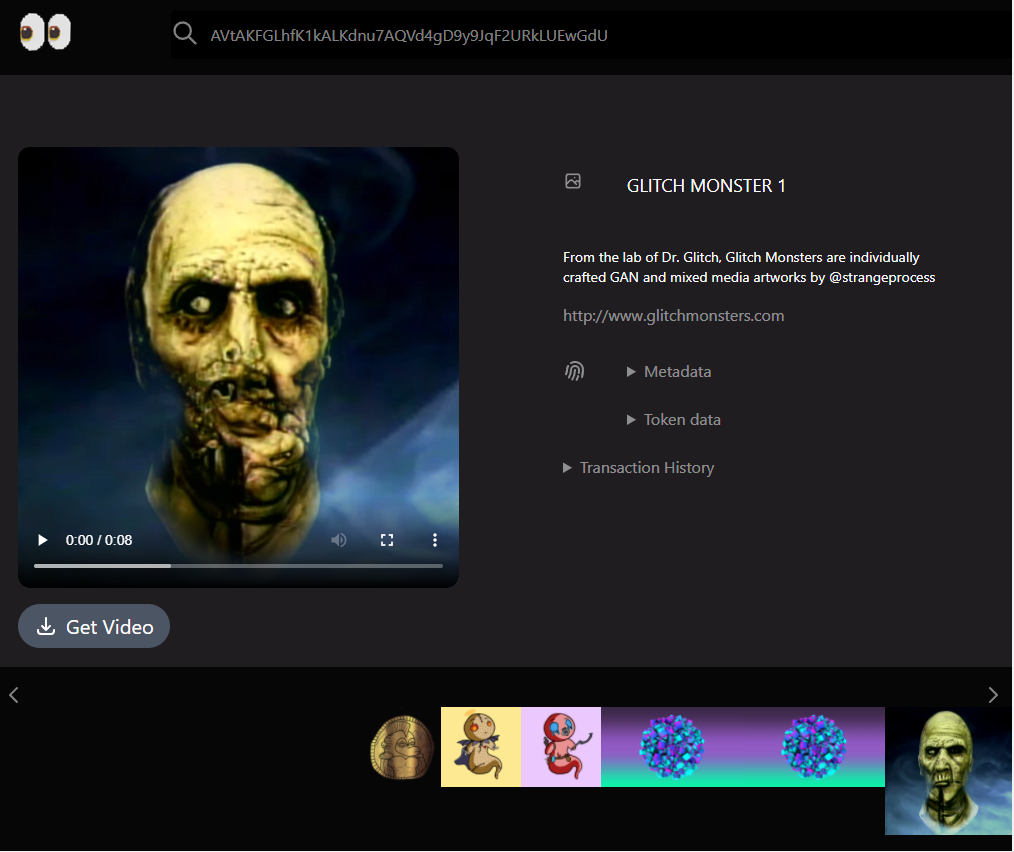 AVtAKFGLhfK1kALKdnu7AQVd4gD9y9JqF2URkLUEwGdU
GLITCH MONSTER 1
From the lab of Dr. Glitch, Glitch Monsters are individually
crafted GAN and mixed media artworks by @strangeprocess
http://www.glitchmonsters.com
Metadata
Token data
Transaction History
0:00 / 0:08
Get Video